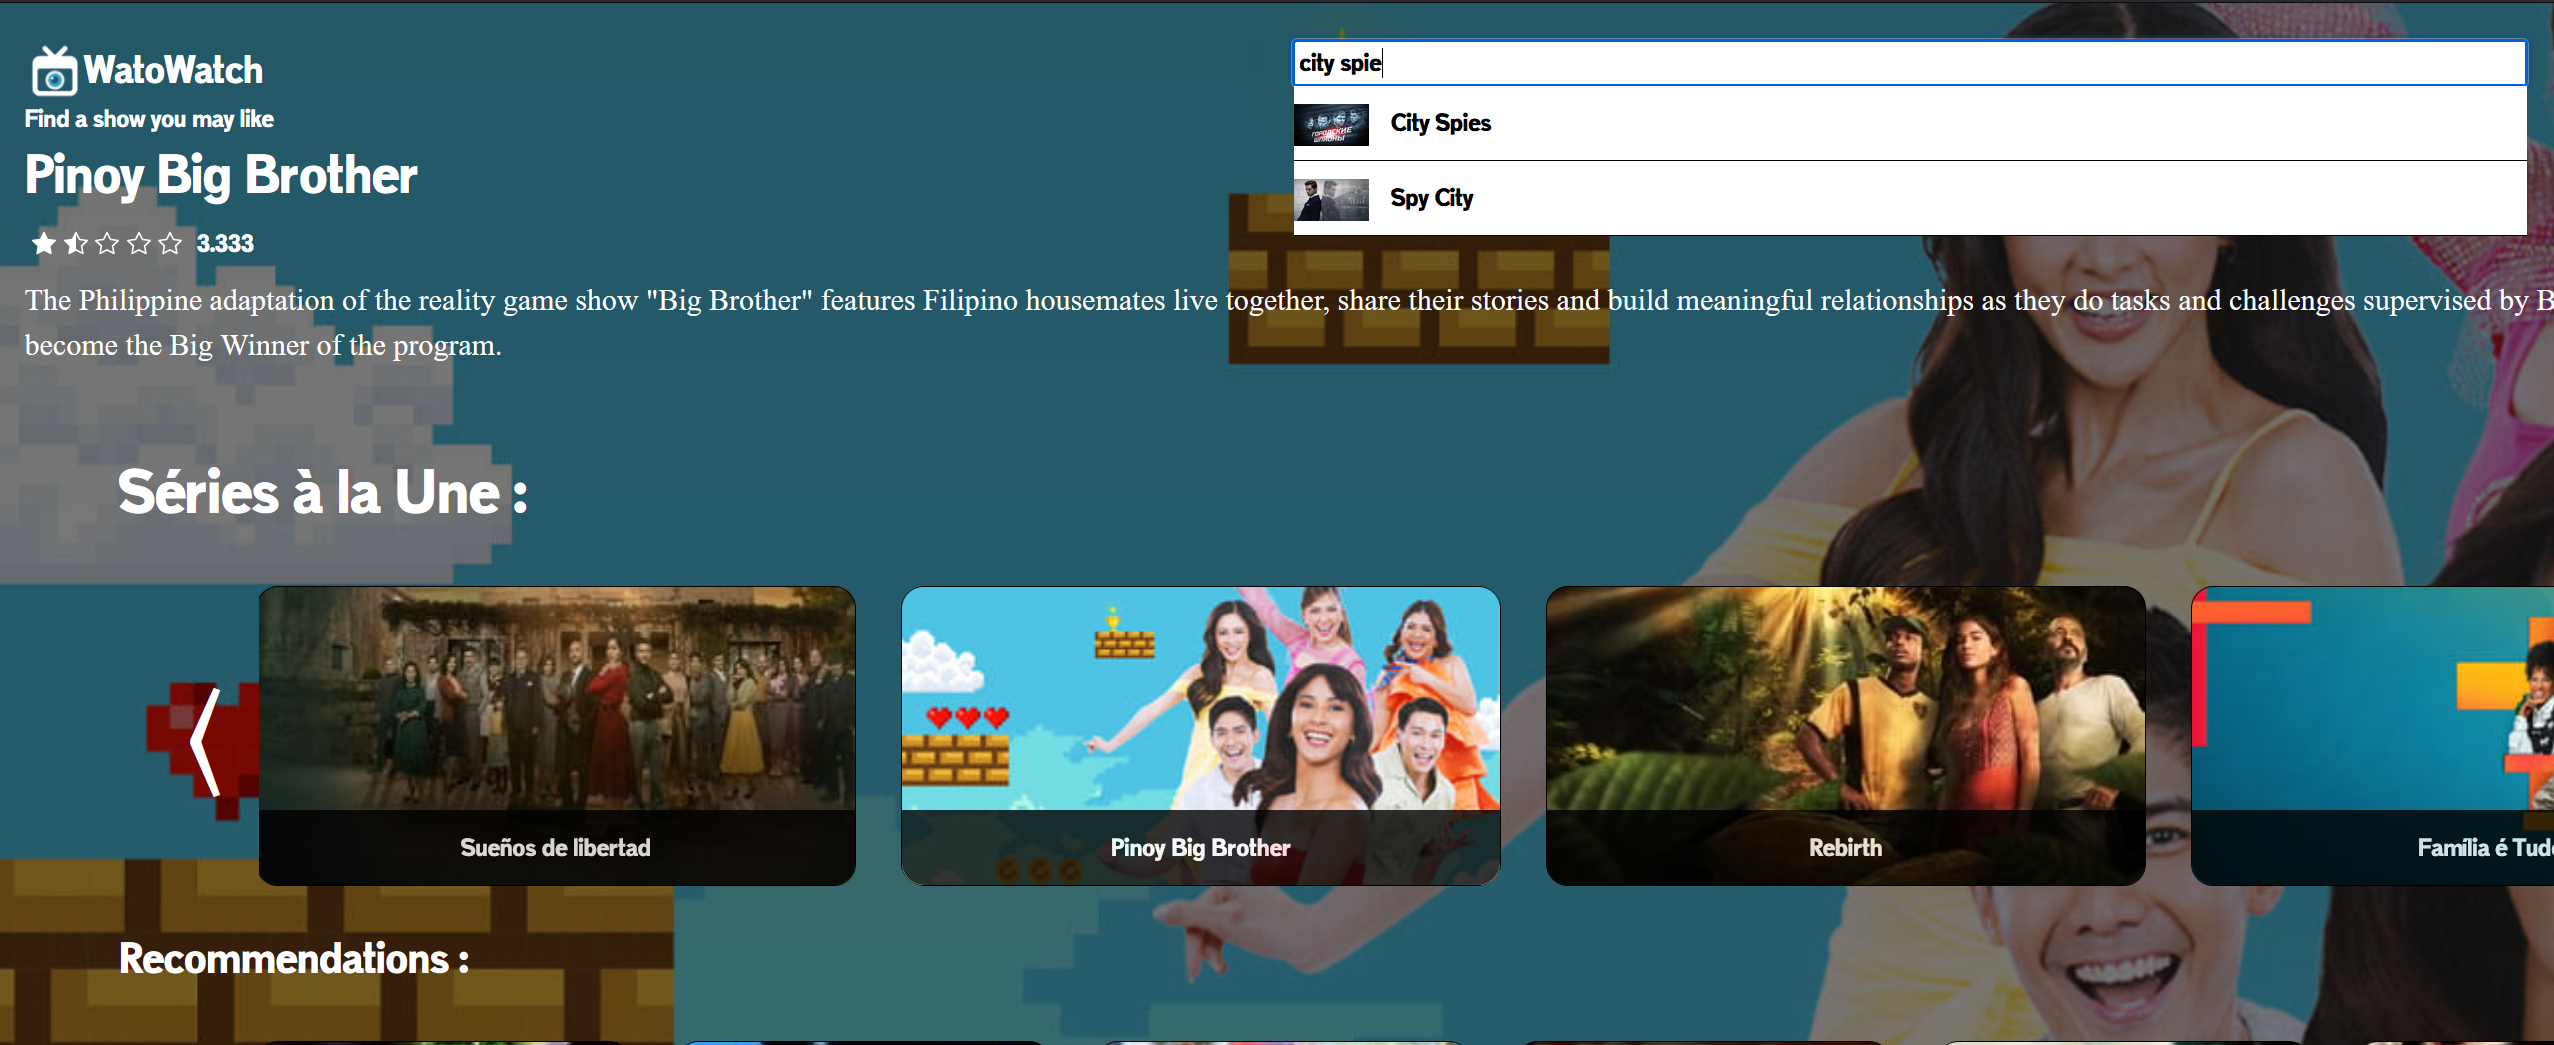 WatoWatch
Find a show you may like
city spie
City Spies
ГОРОДСКИЕ
ШПИОНЫ
Spy City
Pinoy Big Brother
3.333
The Philippine adaptation of the reality game show "Big Brother" features Filipino housemates live together, share their stories and build meaningful relationships as they do tasks and challenges supervised by B
become the Big Winner of the program.
Séries à la Une :
Sueños de libertad
Pinoy Big Brother
Rebirth
Família é Tud
Recommendations :